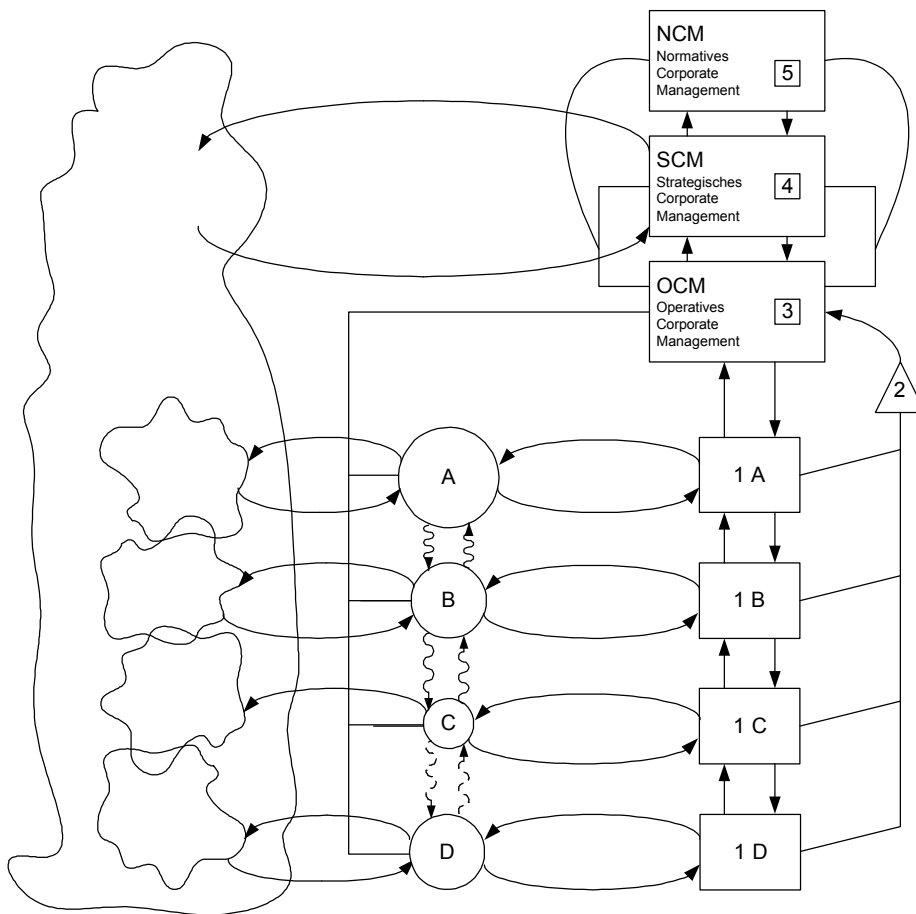 NCM
Normatives
Corporate
Management
5
SCM
Strategisches
Corporate
Management
4
OCM
Operatives
Corporate
Management
3
2
A
1 A
B
1 B
C
1 C
D
1 D